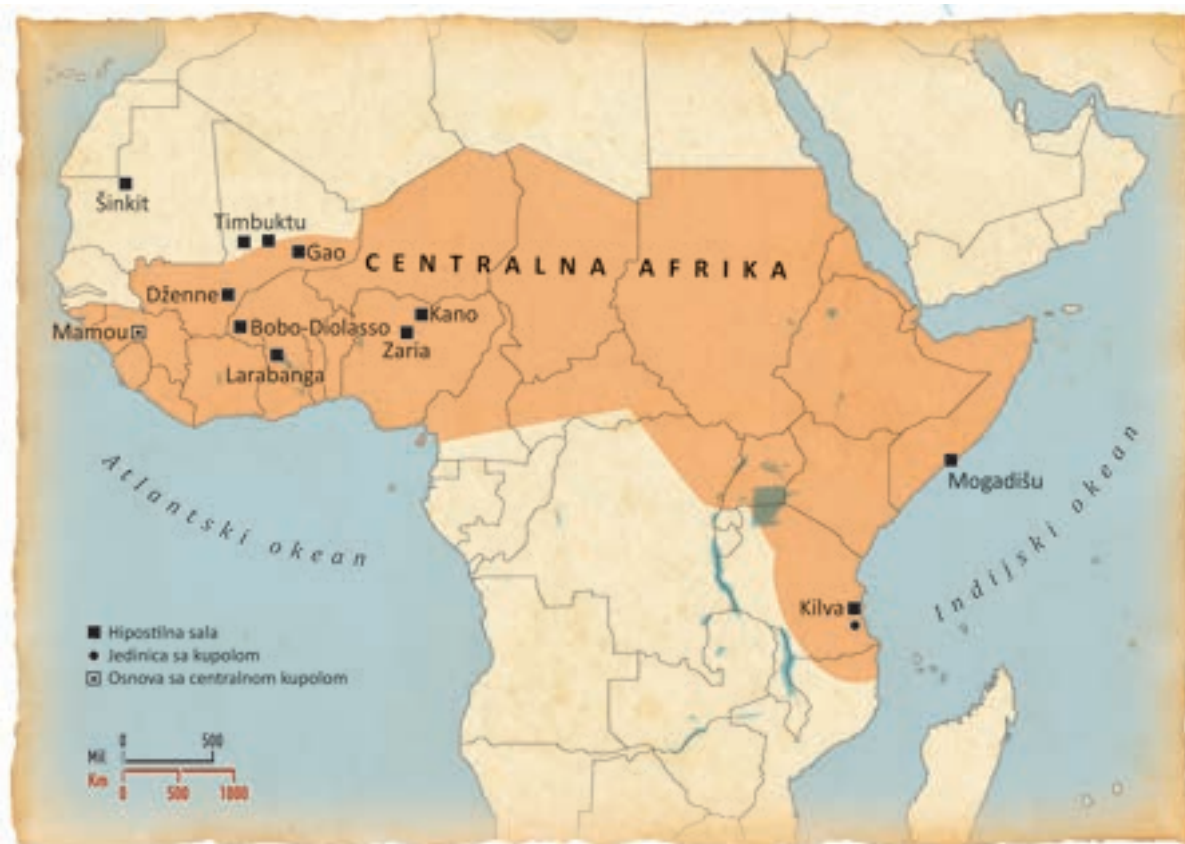 Šinkit
Timbuktu
Gao
CENTRALNA AFRIKA
Dženne
Kano
Mamou
Bobo-Diolasso
Zaria
Larabanga
Mogadišu
Atlantski okean
Indijski okean
Kilva
Hipostilna sala
Jedinica sa kupolom
Osnova sa centralnom kupolom
0 500
Mil
Km
0 500 1000